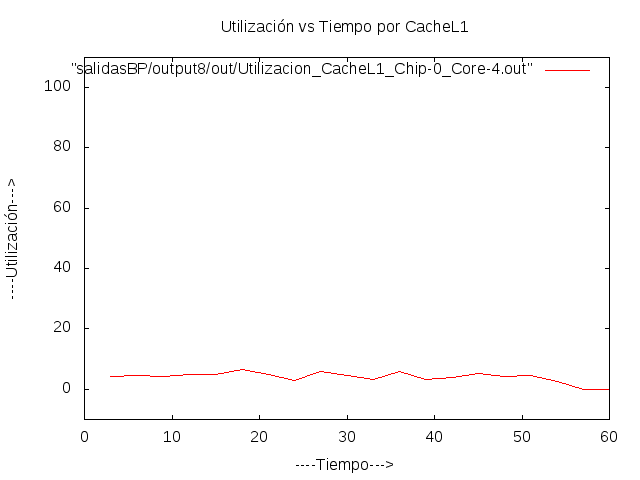 Utilización vs Tiempo por CacheL1
"salidasBP/output8/out/Utilizacion_CacheL1_Chip-0_Core-4.out"
100
80
60
40
20
0
----Utilización--->
0 10 20 30 40 50 60
----Tiempo--->